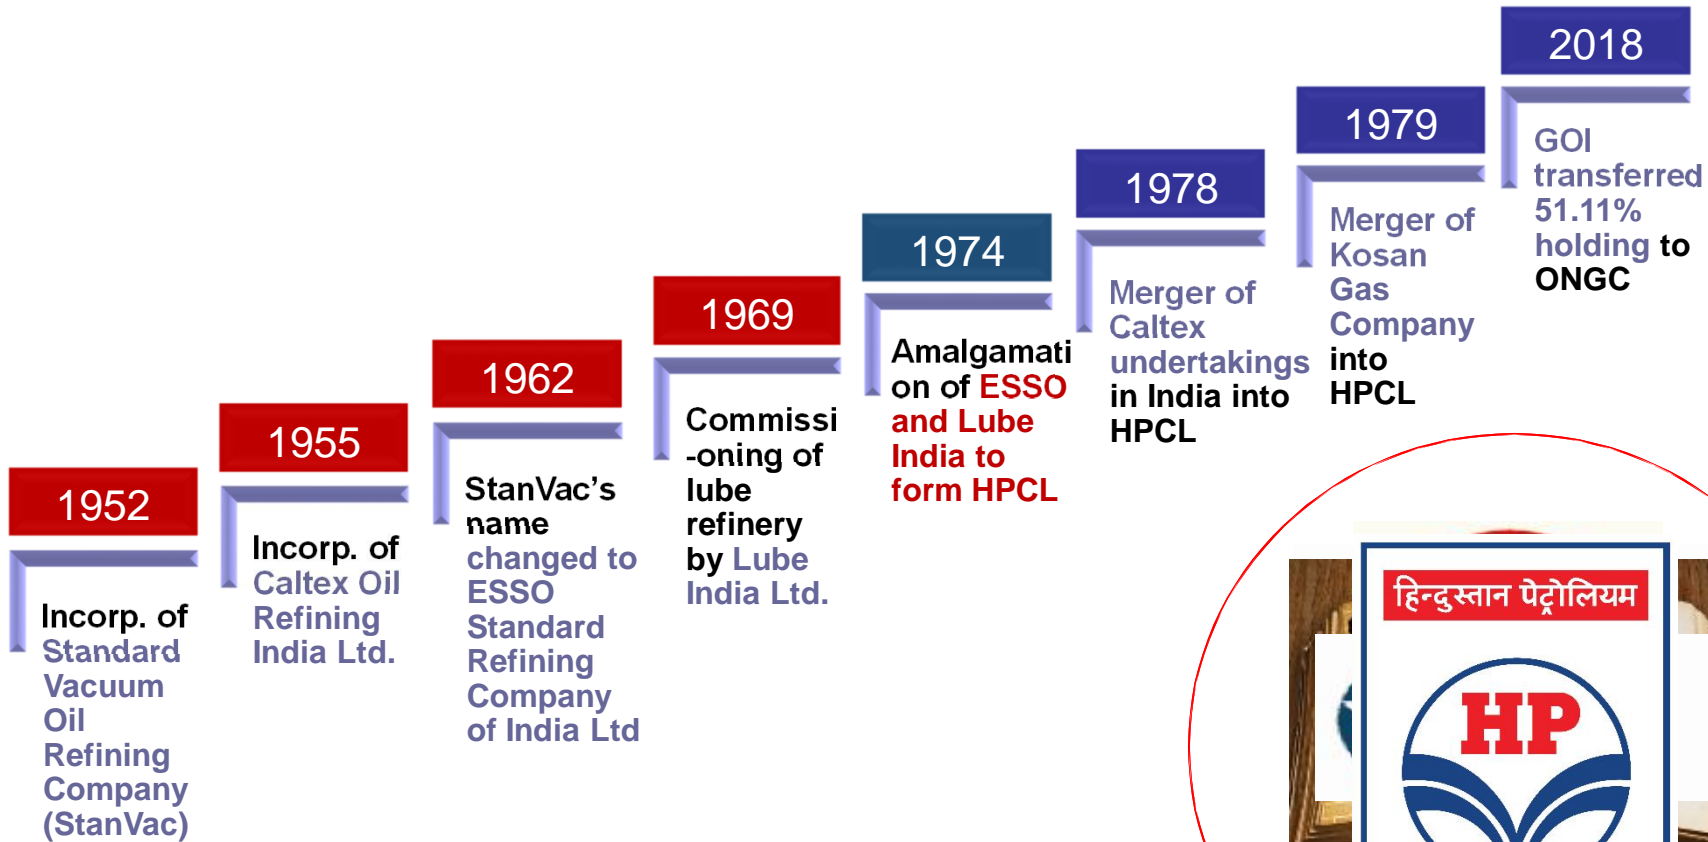 1952
Incorp. of
Standard
Vacuum
Oil
Refining
Company
(StanVac)
1955
Incorp. of
Caltex Oil
Refining
India Ltd.
1962
StanVac’s
name
changed to
ESSO
Standard
Refining
Company
of India Ltd
1969
Commissi
-oning of
lube
refinery
by Lube
India Ltd.
1974
Amalgamati
on of ESSO
and Lube
India to
form HPCL
1978
Merger of
Caltex
undertakings
in India into
HPCL
1979
Merger of
Kosan
Gas
Company
into
HPCL
2018
GOI
transferred
51.11%
holding to
ONGC
हिन्दुस्तान पेट्रोलियम
HP